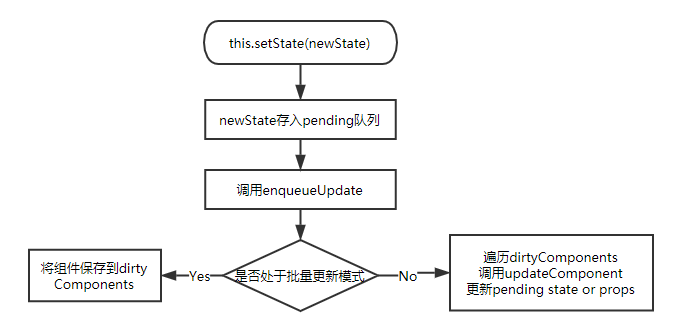 this.setState(newState)
newState存入pending队列
调用enqueueUpdate
是否处于批量更新模式
Yes
将组件保存到dirty
Components
No
遍历dirtyComponents
调用updateComponent
更新pending state or props